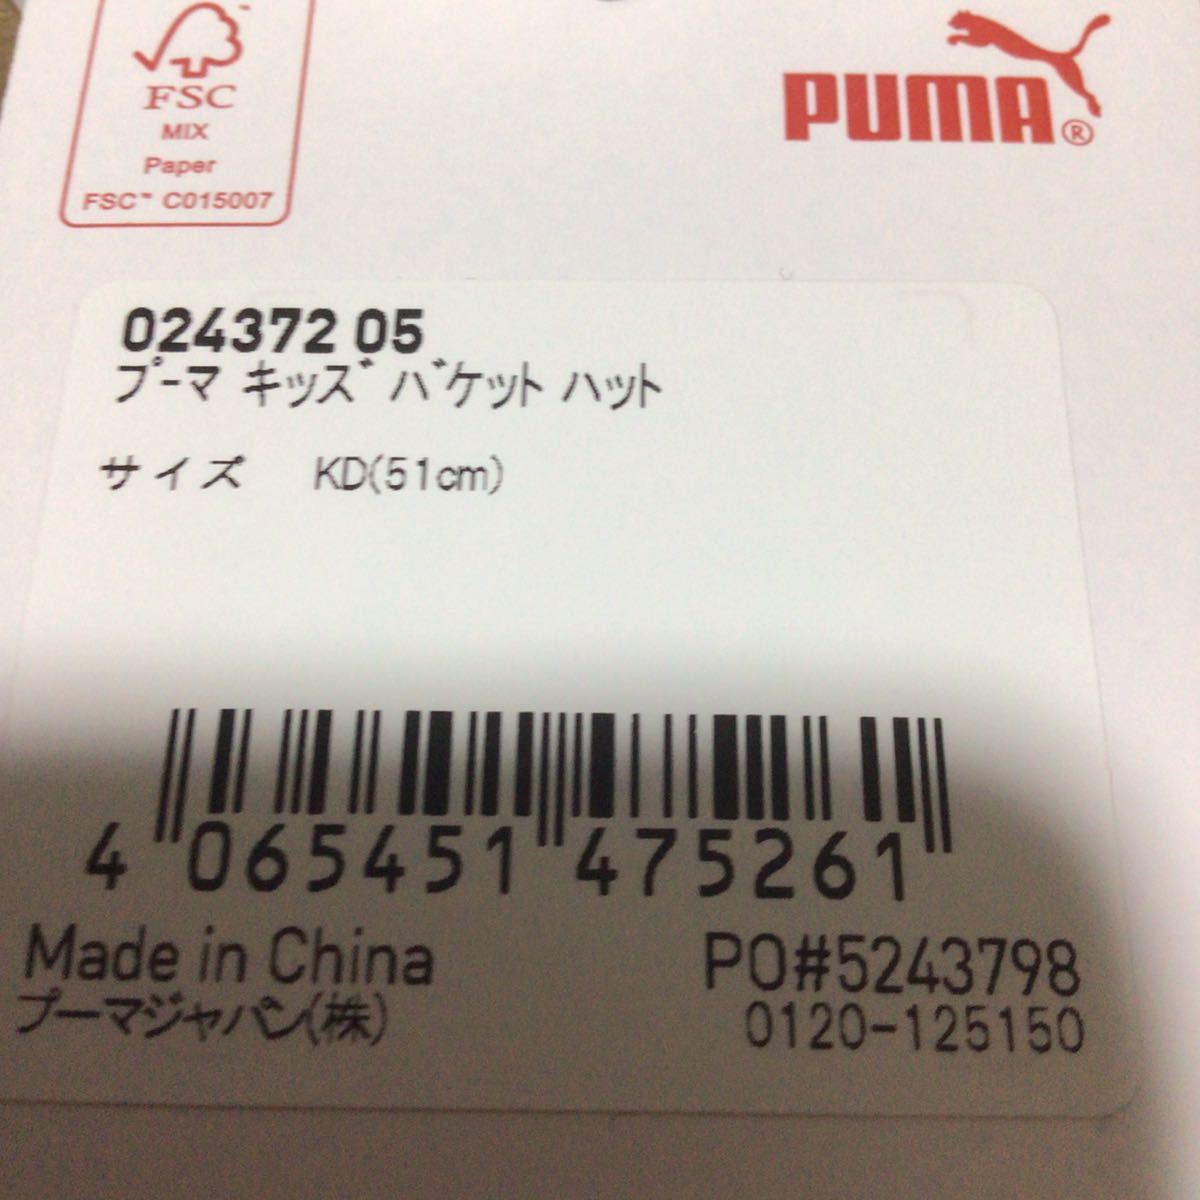 FSC
MIX
Paper
FSC™ C015007
PUMA®
024372 05
プーマ キッズ バケット ハット
サイズ KD(51cm)
4 065451 475261
Made in China
プーマジャパン(株)
PO#5243798
0120-125150